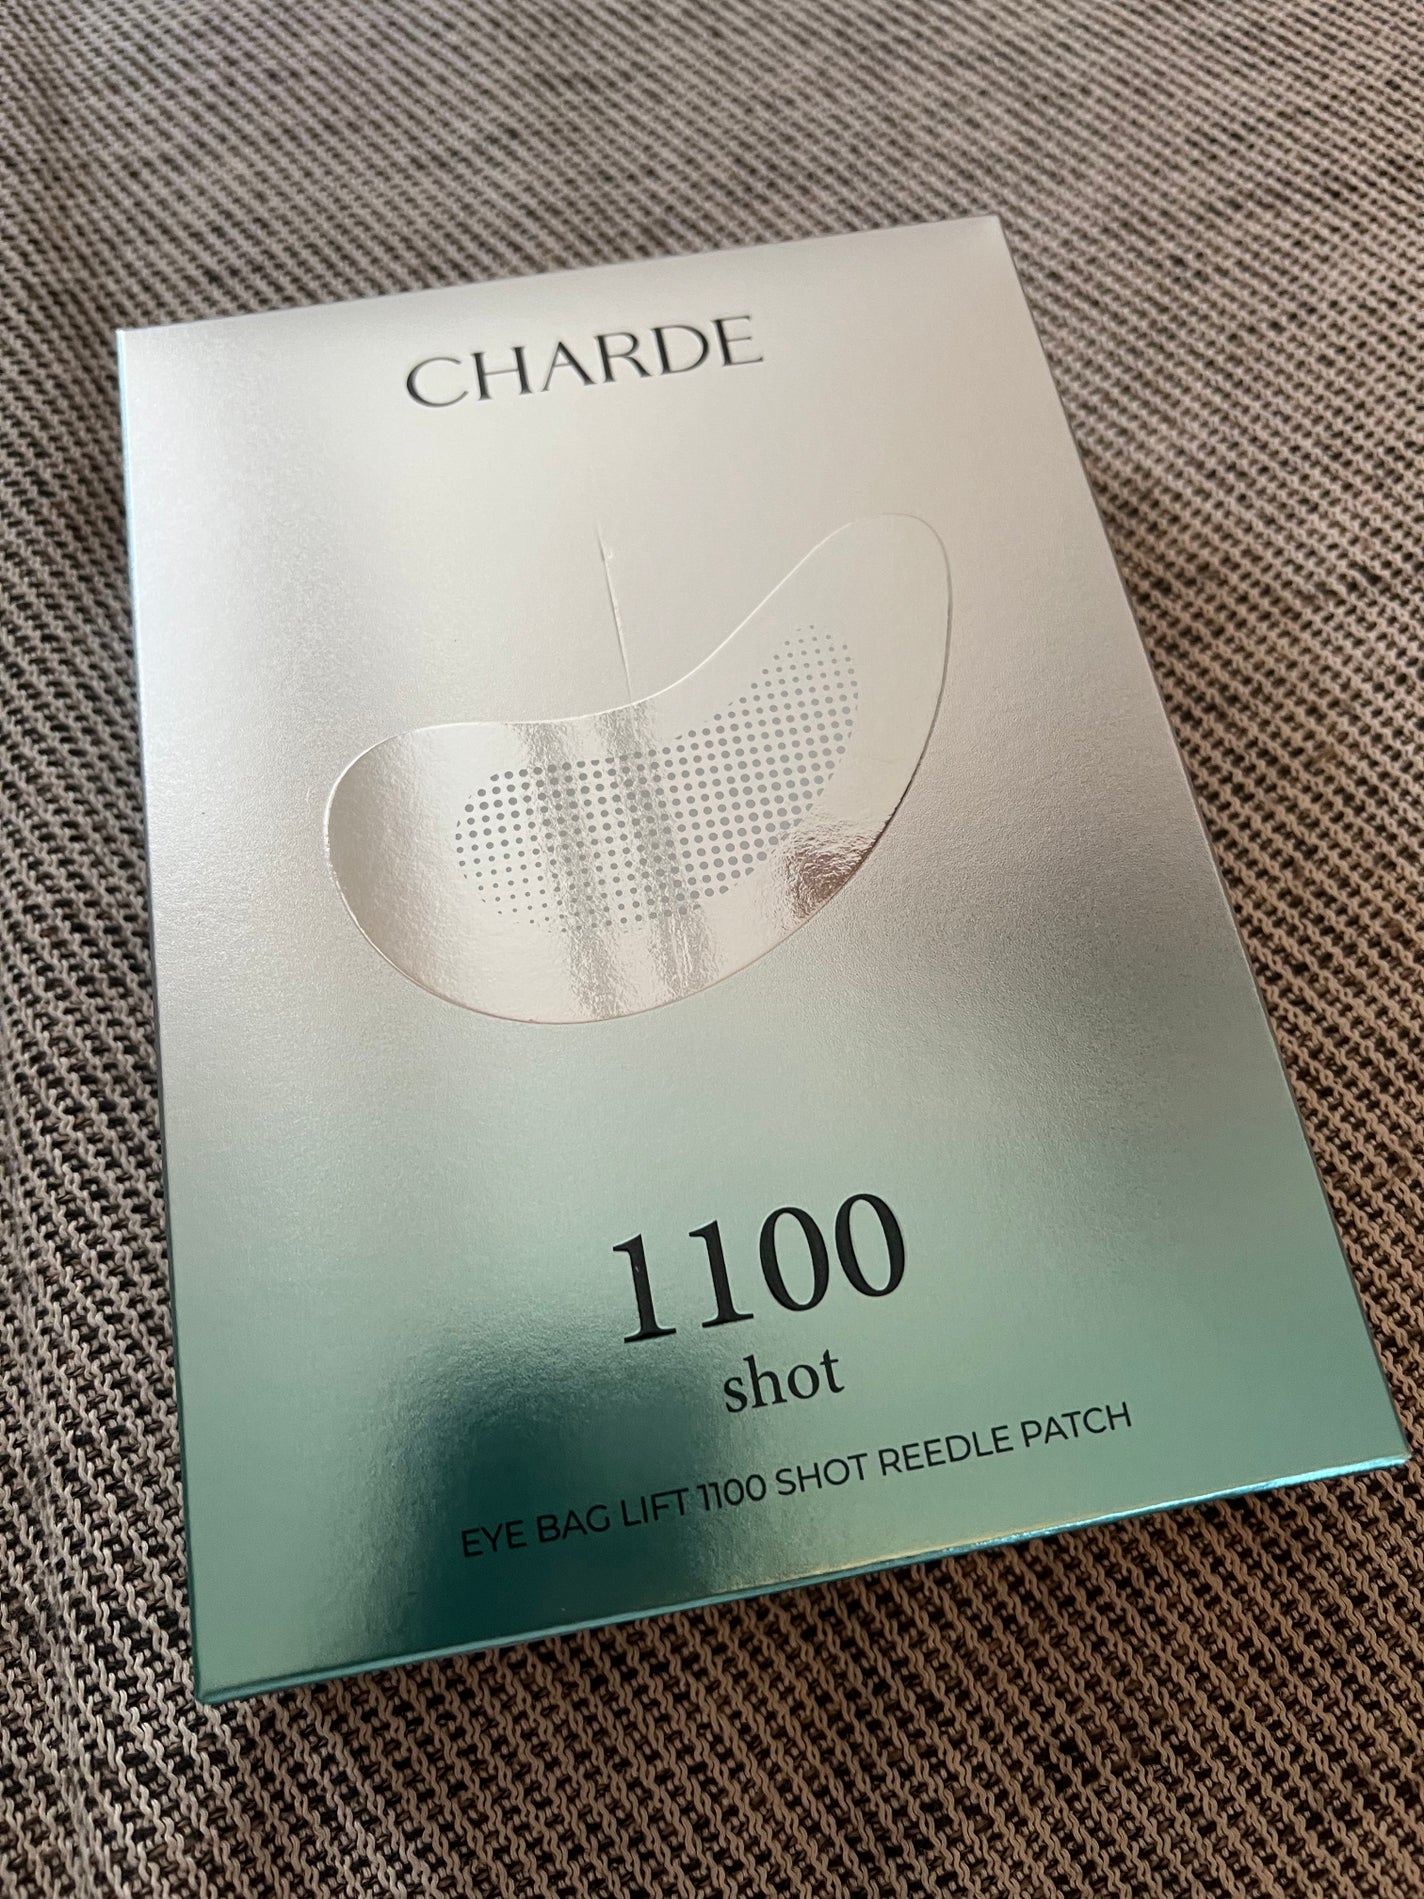 CHARDE
1100
shot
EYE BAG LIFT 1100 SHOT REEDLE PATCH